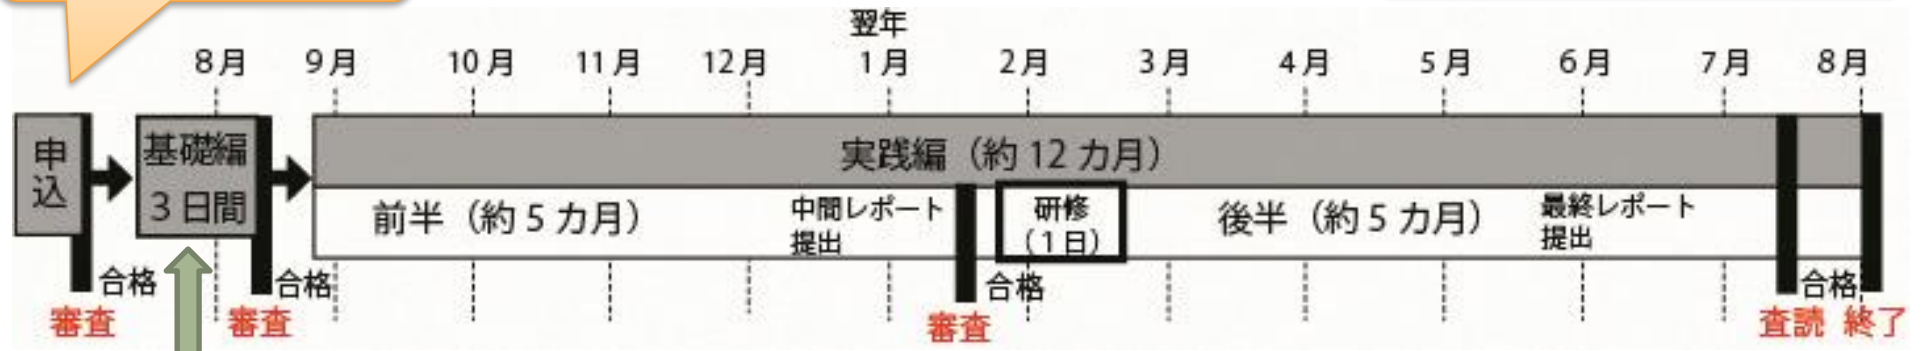 翌年
8月 9月 10月 11月 12月 1月 2月 3月 4月 5月 6月 7月 8月
申込
基礎編
3日間
実践編（約12カ月）
前半（約5カ月）
中間レポート
提出
研修
（1日）
後半（約5カ月）
最終レポート
提出
合格
合格
合格
合格
審査
審査
審査
査読
終了